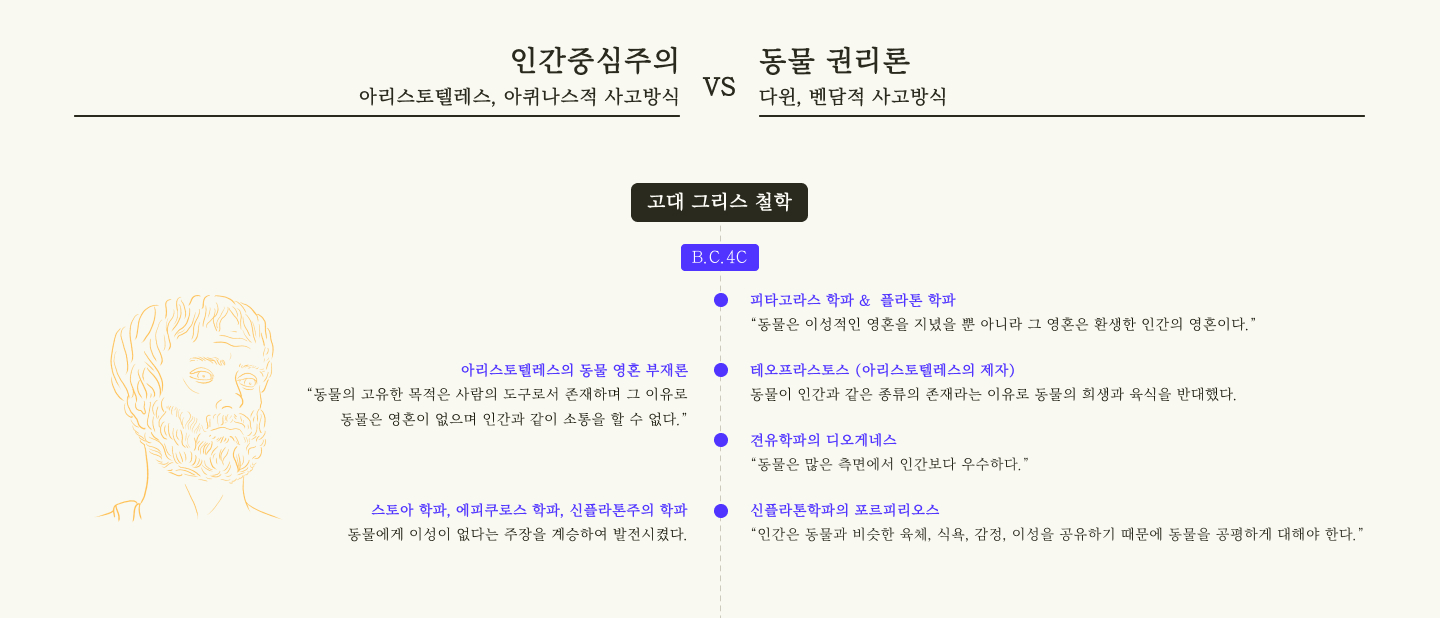 인간중심주의
아리스토텔레스, 아퀴나스적 사고방식
VS
동물 권리론
다윈, 벤담적 사고방식
고대 그리스 철학
B.C.4C
피타고라스 학파 & 플라톤 학파
“동물은 이성적인 영혼을 지녔을 뿐 아니라 그 영혼은 환생한 인간의 영혼이다.”
아리스토텔레스의 동물 영혼 부재론
“동물의 고유한 목적은 사람의 도구로서 존재하며 그 이유로
동물은 영혼이 없으며 인간과 같이 소통을 할 수 없다.”
테오프라스토스 (아리스토텔레스의 제자)
동물이 인간과 같은 종류의 존재라는 이유로 동물의 희생과 육식을 반대했다.
견유학파의 디오게네스
“동물은 많은 측면에서 인간보다 우수하다.”
스토아 학파, 에피쿠로스 학파, 신플라톤주의 학파
동물에게 이성이 없다는 주장을 계승하여 발전시켰다.
신플라톤학파의 포르피리오스
“인간은 동물과 비슷한 육체, 식욕, 감정, 이성을 공유하기 때문에 동물을 공평하게 대해야 한다.”